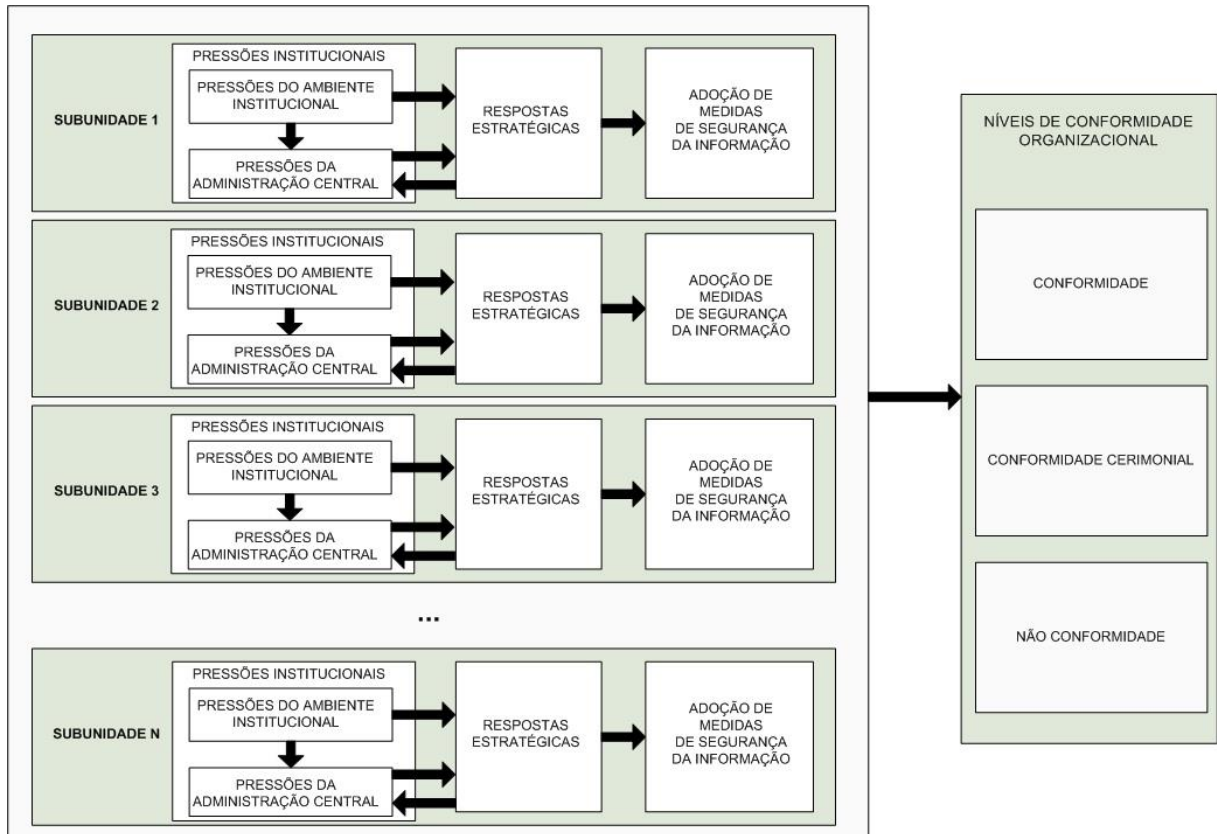 PRESSÕES INSTITUCIONAIS
PRESSÕES DO AMBIENTE
INSTITUCIONAL
SUBUNIDADE 1
PRESSÕES DA
ADMINISTRAÇÃO CENTRAL
RESPOSTAS
ESTRATÉGICAS
ADOÇÃO DE
MEDIDAS
DE SEGURANÇA
DA INFORMAÇÃO
PRESSÕES INSTITUCIONAIS
PRESSÕES DO AMBIENTE
INSTITUCIONAL
SUBUNIDADE 2
PRESSÕES DA
ADMINISTRAÇÃO CENTRAL
RESPOSTAS
ESTRATÉGICAS
ADOÇÃO DE
MEDIDAS
DE SEGURANÇA
DA INFORMAÇÃO
PRESSÕES INSTITUCIONAIS
PRESSÕES DO AMBIENTE
INSTITUCIONAL
SUBUNIDADE 3
PRESSÕES DA
ADMINISTRAÇÃO CENTRAL
RESPOSTAS
ESTRATÉGICAS
ADOÇÃO DE
MEDIDAS
DE SEGURANÇA
DA INFORMAÇÃO
...
PRESSÕES INSTITUCIONAIS
PRESSÕES DO AMBIENTE
INSTITUCIONAL
SUBUNIDADE N
PRESSÕES DA
ADMINISTRAÇÃO CENTRAL
RESPOSTAS
ESTRATÉGICAS
ADOÇÃO DE
MEDIDAS
DE SEGURANÇA
DA INFORMAÇÃO
NÍVEIS DE CONFORMIDADE
ORGANIZACIONAL
CONFORMIDADE
CONFORMIDADE CERIMONIAL
NÃO CONFORMIDADE